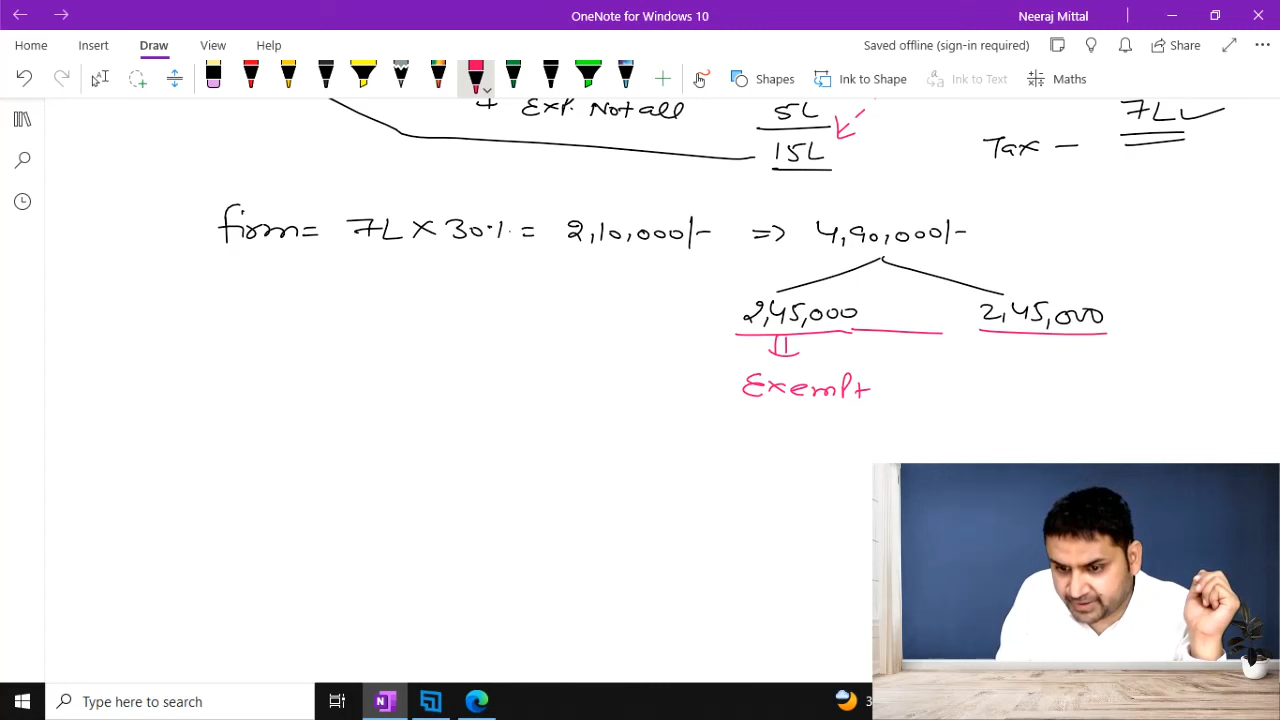 OneNote for Windows 10
Neeraj Mittal
Home Insert Draw View Help
Saved offline (sign-in required)
Share
Shapes
Ink to Shape
Ink to Text
Maths
+ Exp. Not all 5L
15L
7L
Tax -
firm = 7L × 30% = 2,10,000/- => 4,90,000/-
2,45,000 2,45,000
Exempt
Type here to search
3